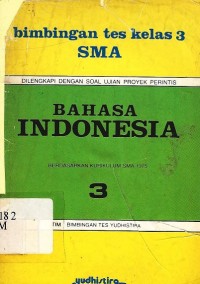 bimbingan tes kelas 3
SMA
DILENGKAPI DENGAN SOAL UJIAN PROYEK PERINTIS
BAHASA
INDONESIA
BERDASARKAN KURIKULUM SMA
3
182
M
TIM BIMBINGAN TES YUDHISTIRA
yudhistira